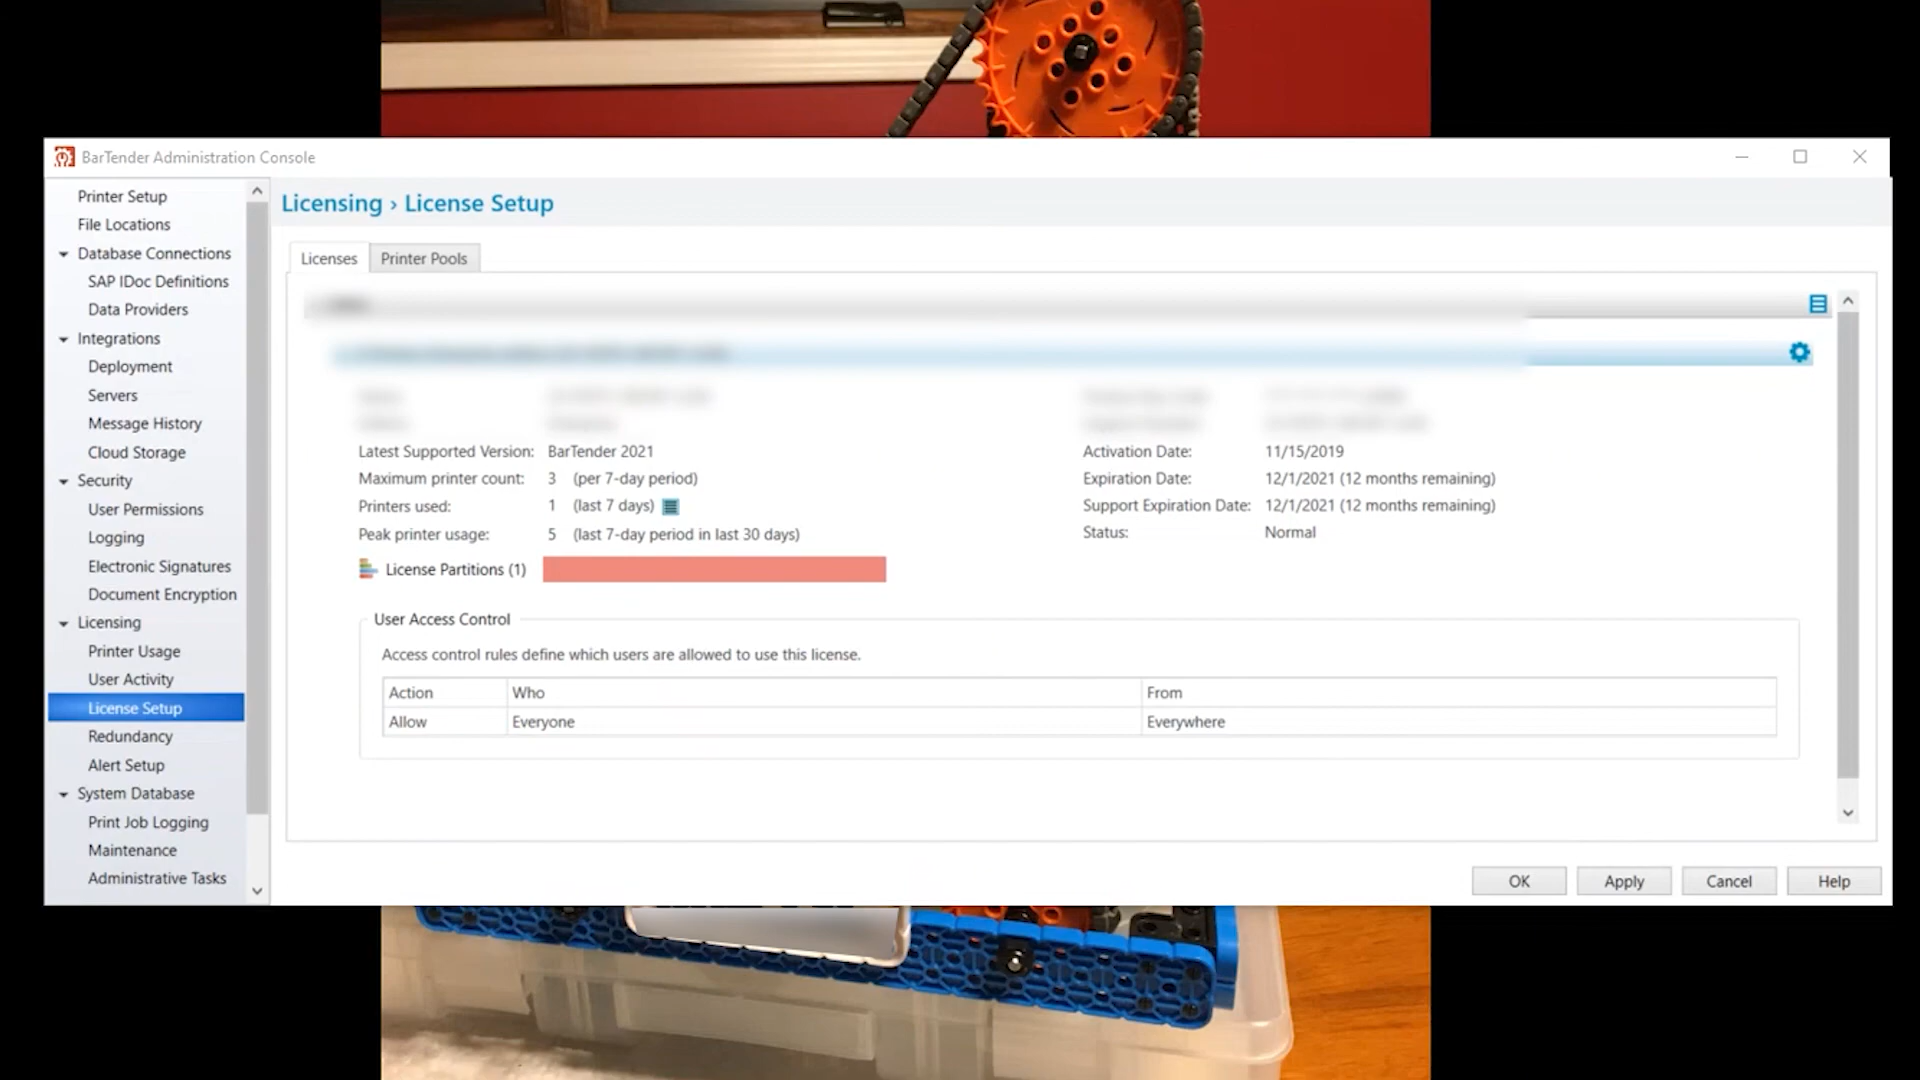 BarTender Administration Console
Printer Setup
File Locations
Database Connections
SAP IDoc Definitions
Data Providers
Integrations
Deployment
Servers
Message History
Cloud Storage
Security
User Permissions
Logging
Electronic Signatures
Document Encryption
Licensing
Printer Usage
User Activity
License Setup
Redundancy
Alert Setup
System Database
Print Job Logging
Maintenance
Administrative Tasks
Licensing › License Setup
Licenses Printer Pools
Latest Supported Version: BarTender 2021
Maximum printer count: 3 (per 7-day period)
Printers used: 1 (last 7 days)
Peak printer usage: 5 (last 7-day period in last 30 days)
License Partitions (1)
Activation Date: 11/15/2019
Expiration Date: 12/1/2021 (12 months remaining)
Support Expiration Date: 12/1/2021 (12 months remaining)
Status: Normal
User Access Control
Access control rules define which users are allowed to use this license.
Action Who From
Allow Everyone Everywhere
OK Apply Cancel Help